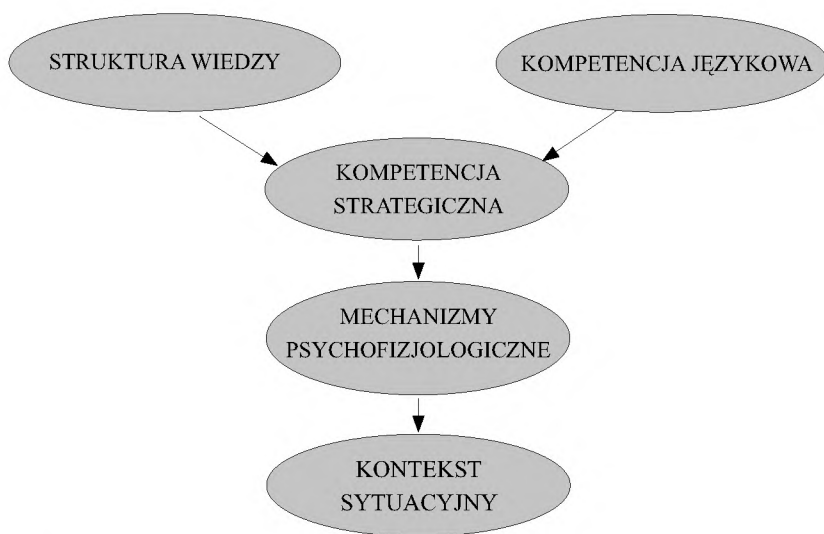 STRUKTURA WIEDZY
KOMPETENCJA JĘZYKOWA
KOMPETENCJA
STRATEGICZNA
MECHANIZMY
PSYCHOFIZJOLOGICZNE
KONTEKST
SYTUACYJNY